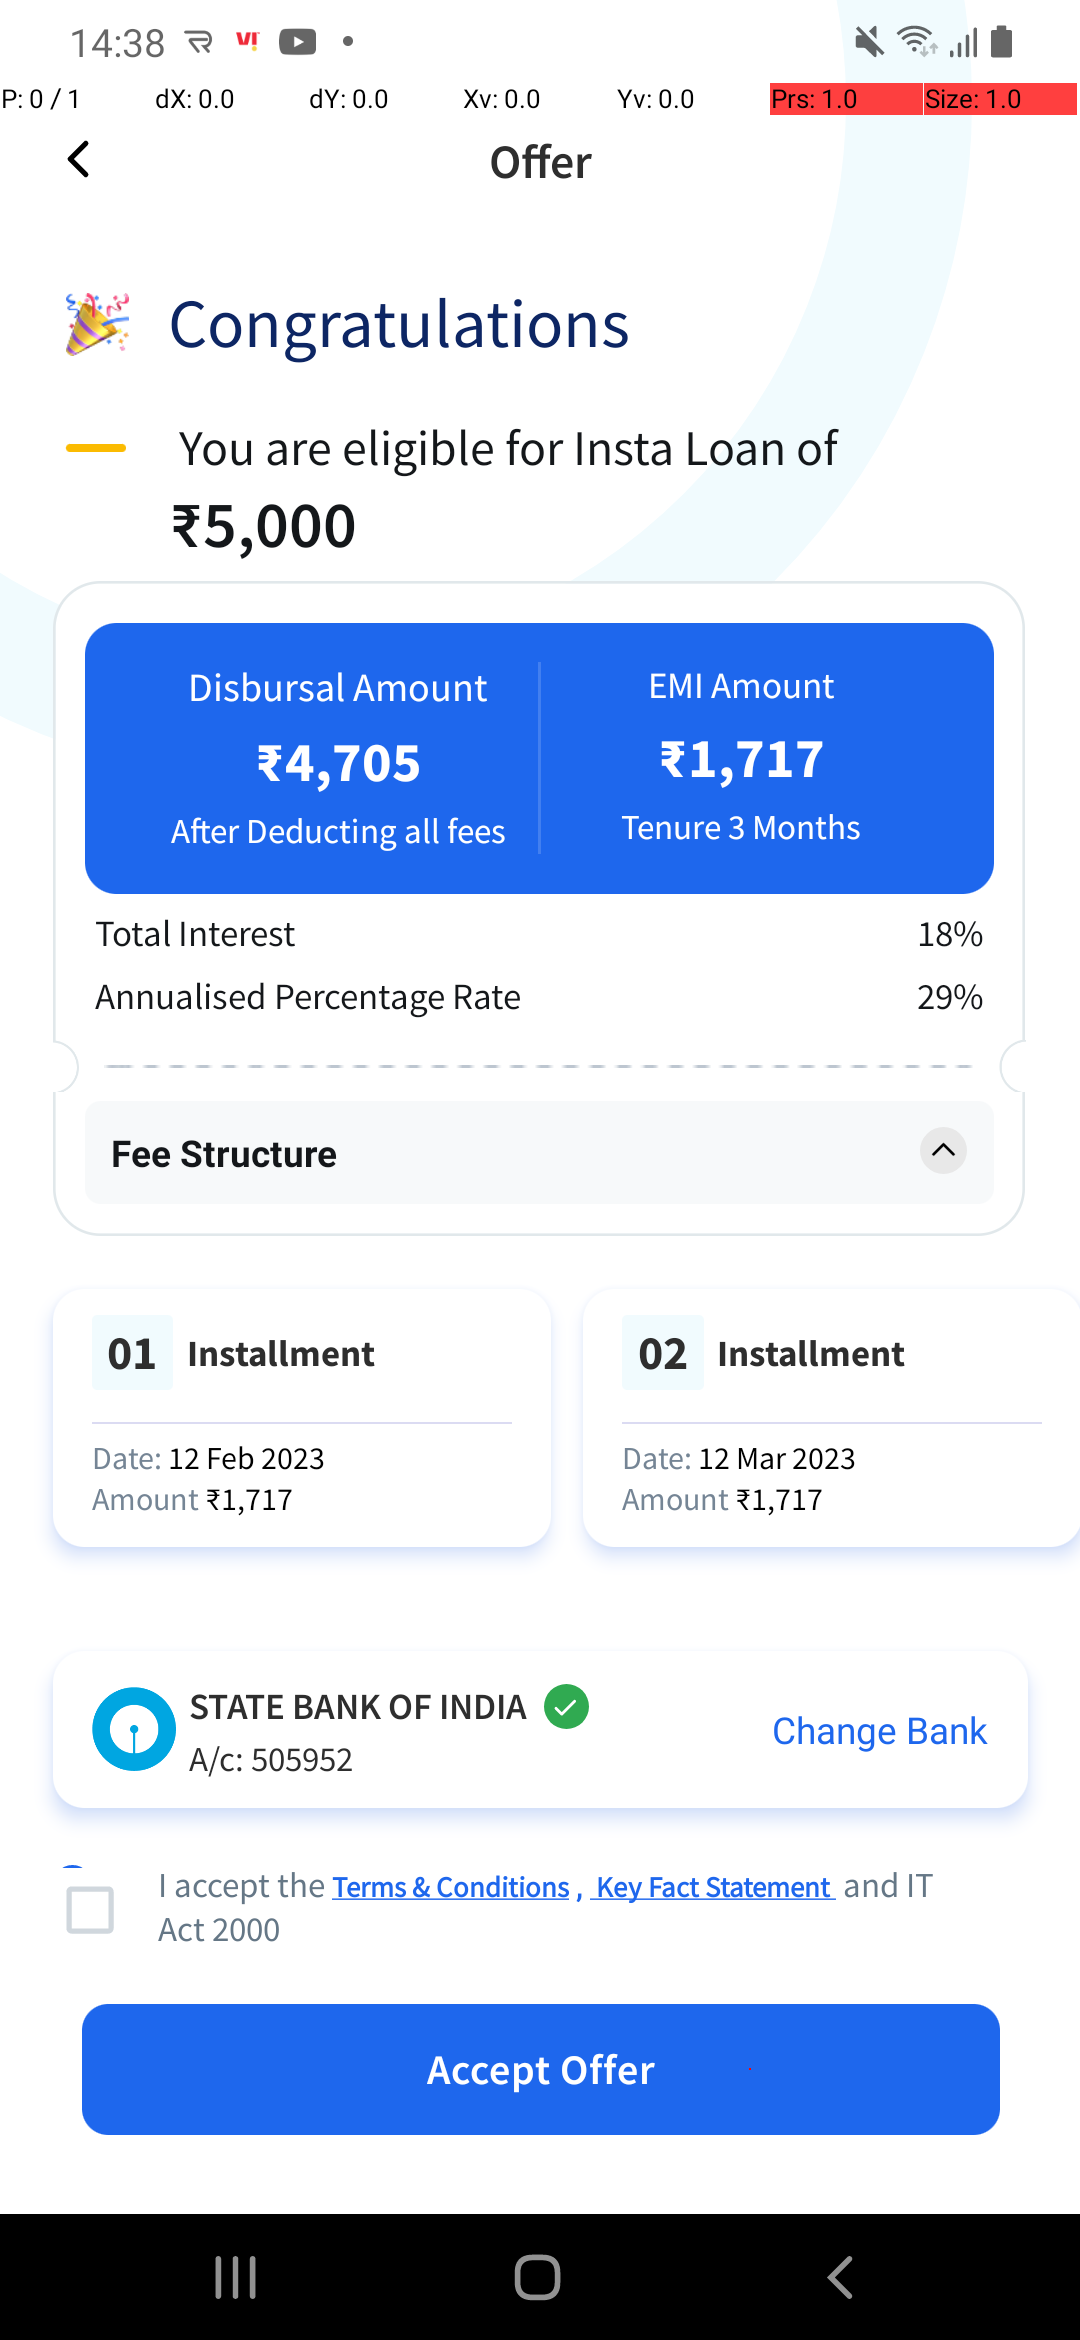 14:38
P: 0 / 1 dX: 0.0 dY: 0.0 Xv: 0.0 Yv: 0.0 Prs: 1.0 Size: 1.0
Offer
Congratulations
You are eligible for Insta Loan of
₹5,000
Disbursal Amount EMI Amount
₹4,705 ₹1,717
After Deducting all fees Tenure 3 Months
Total Interest 18%
Annualised Percentage Rate 29%
Fee Structure
01 Installment 02 Installment
Date: 12 Feb 2023 Date: 12 Mar 2023
Amount ₹1,717 Amount ₹1,717
STATE BANK OF INDIA
A/c: 505952
Change Bank
I accept the Terms & Conditions , Key Fact Statement and IT
Act 2000
Accept Offer